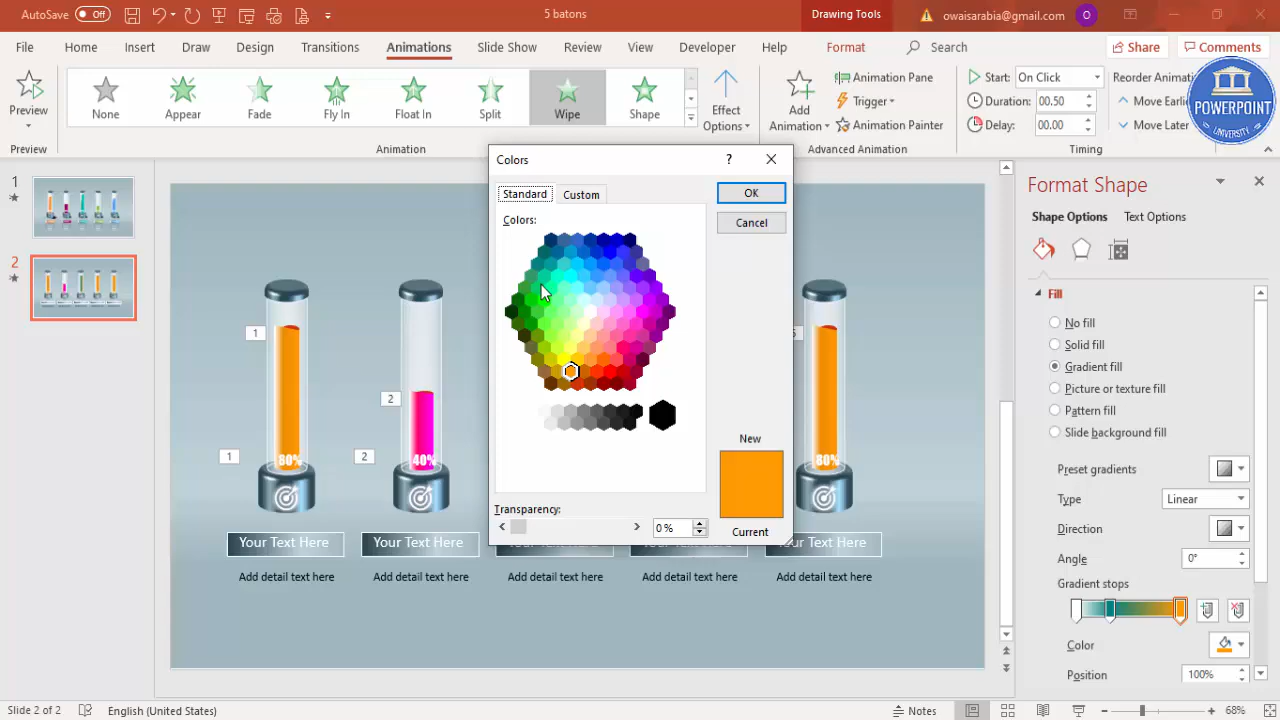 AutoSave Off
5 batons
Drawing Tools
owaisarabia@gmail.com O
File Home Insert Draw Design Transitions Animations Slide Show Review View Developer Help Format Search Share Comments
Preview
None Appear Fade Fly In Float In Split Wipe Shape
Effect
Options
Add
Animation
Animation Pane
Trigger
Animation Painter
Start: On Click
Duration: 00.50
Delay: 00.00
Reorder Animati
Move Earlie
Move Later
POWERPOINT
UNIVERSITY
Preview Animation Advanced Animation Timing
1
2
Colors ?
Standard Custom
Colors:
OK
Cancel
New
Current
Transparency:
0 %
1
2
1
2
80%
40%
80%
Your Text Here
Your Text Here
Your Text Here
Add detail text here
Add detail text here
Add detail text here
Add detail text here
Add detail text here
Format Shape
Shape Options Text Options
Fill
No fill
Solid fill
Gradient fill
Picture or texture fill
Pattern fill
Slide background fill
Preset gradients
Type Linear
Direction
Angle 0°
Gradient stops
Color
Position 100%
Slide 2 of 2 English (United States) Notes 68%